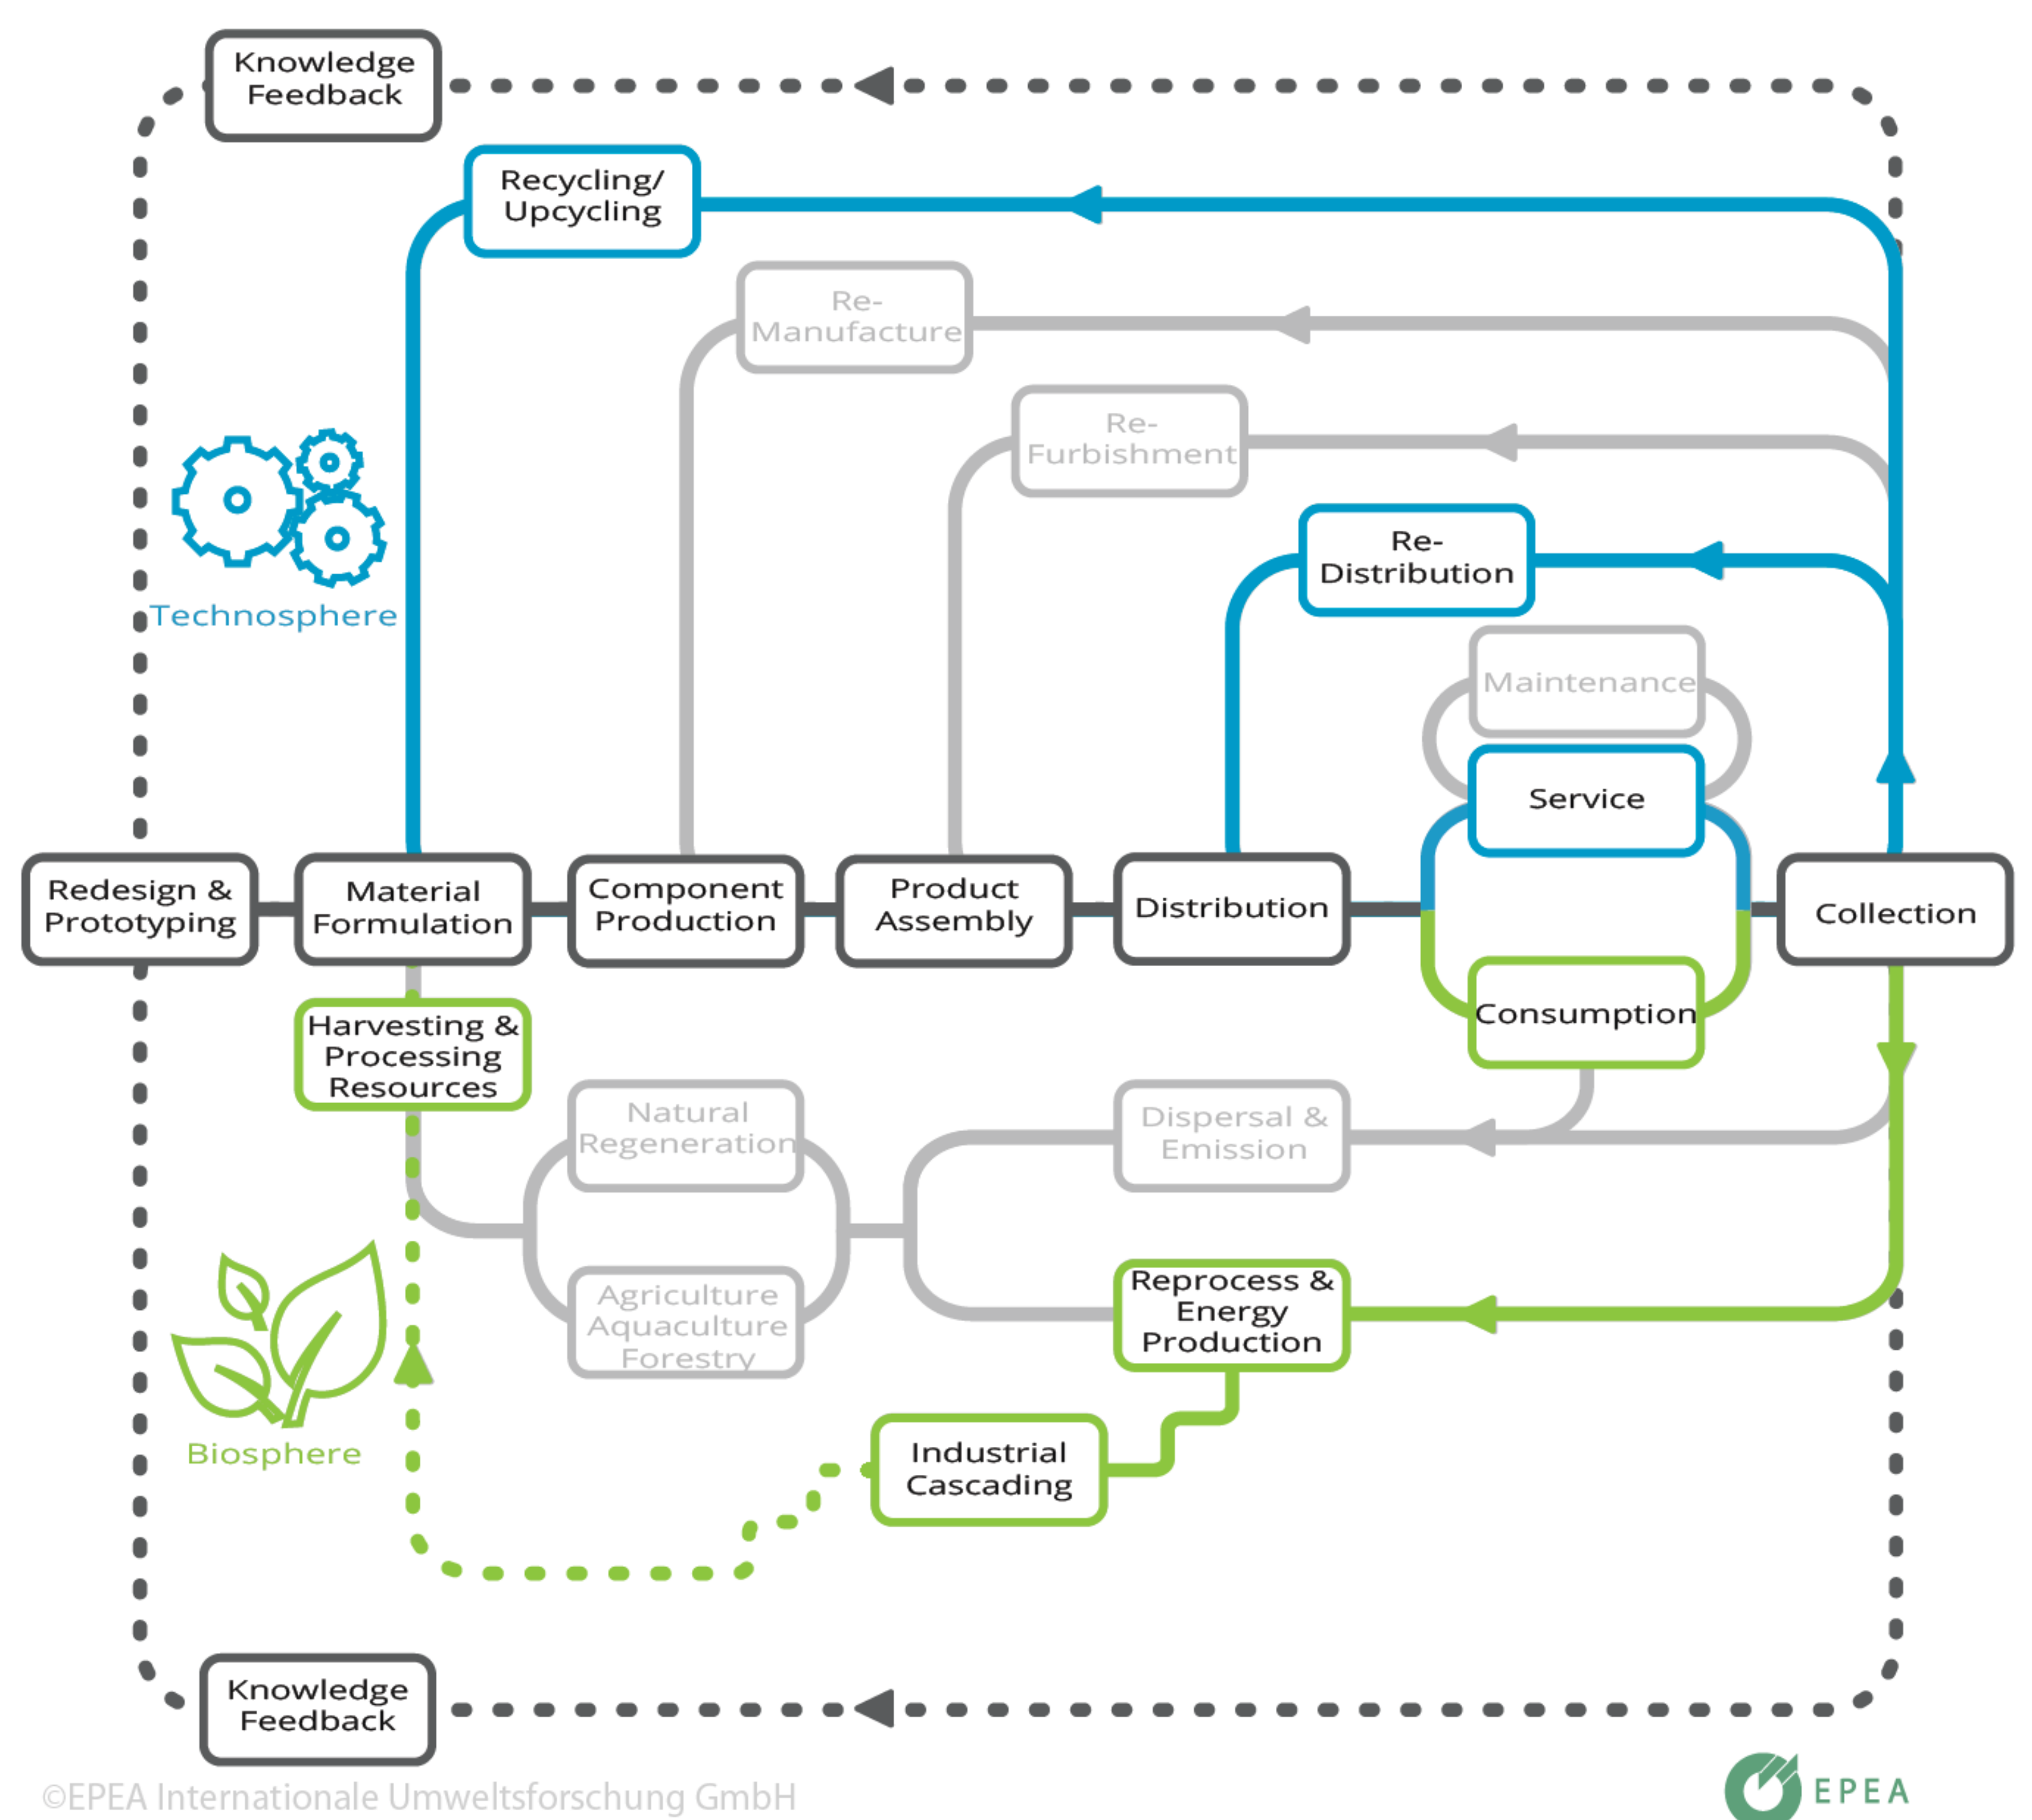 Knowledge
Feedback
Recycling/
Upcycling
Re-
Manufacture
Re-
Furbishment
Re-
Distribution
Technosphere
Maintenance
Service
Redesign &
Prototyping
Material
Formulation
Component
Production
Product
Assembly
Distribution
Collection
Consumption
Harvesting &
Processing
Resources
Natural
Regeneration
Dispersal &
Emission
Agriculture
Aquaculture
Forestry
Reprocess &
Energy
Production
Biosphere
Industrial
Cascading
Knowledge
Feedback
©EPEA Internationale Umweltsforschung GmbH
EPEA